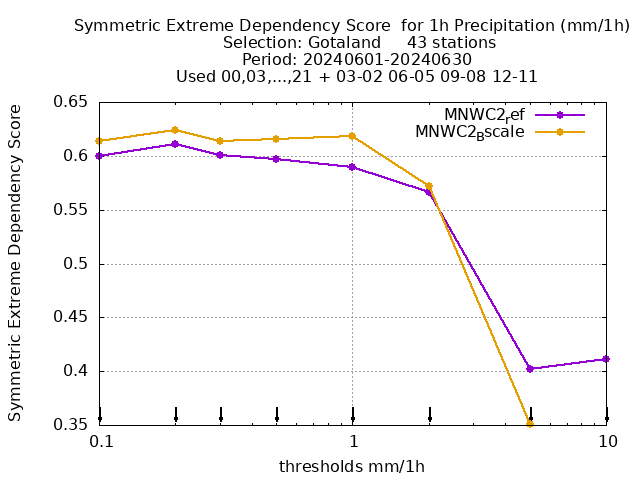 Symmetric Extreme Dependency Score  for 1h Precipitation (mm/1h)
Selection: Gotaland     43 stations
Period: 20240601-20240630
Used 00,03,...,21 + 03-02 06-05 09-08 12-11
MNWC2ref
MNWC2Bscale
Symmetric Extreme Dependency Score
0.65
0.6
0.55
0.5
0.45
0.4
0.35
0.1 1 10
thresholds mm/1h